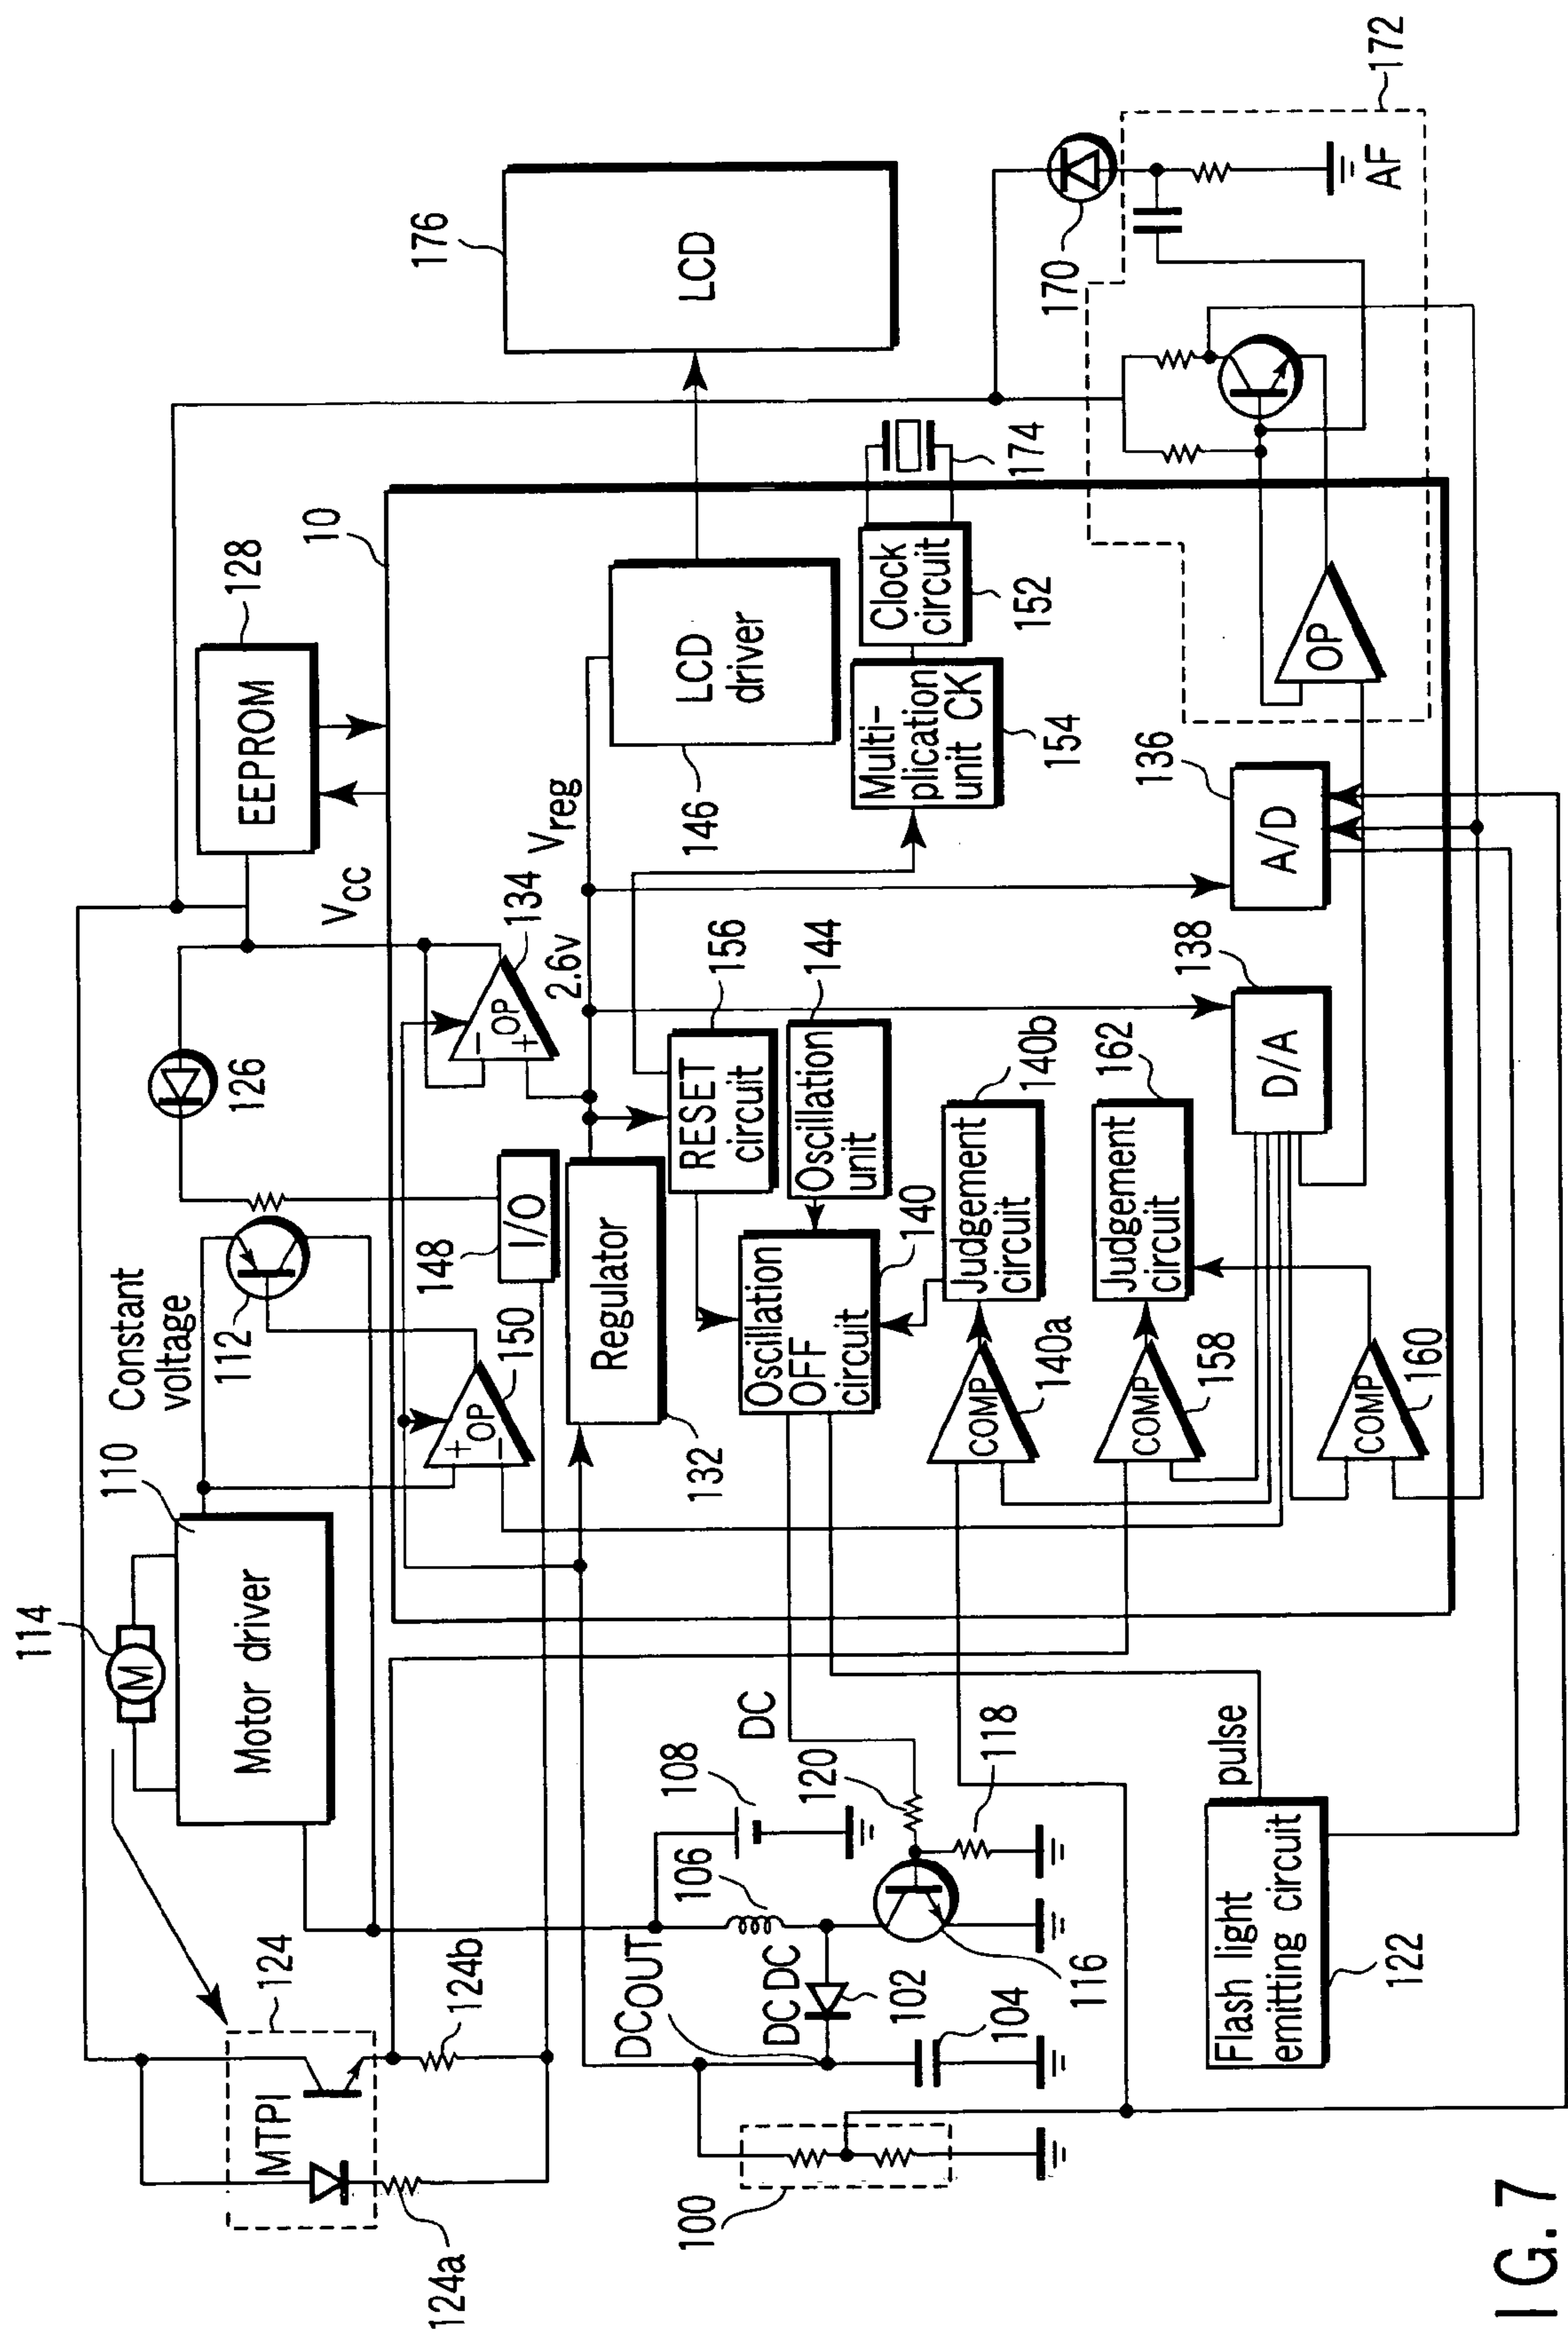 114
M
110
Motor driver
Constant
voltage
112
126
EEPROM
128
VCC
10
176
LCD
124
MTPI
124a
124b
OP
+
−
150
148
I/O
−
OP
+
134
2.6v
Vreg
Regulator
132
RESET
circuit
156
LCD
driver
146
Oscillation
OFF
circuit
140
Oscillation
unit
144
Multi-
plication
unit CK
154
Clock
circuit
152
174
170
172
AF
DCOUT
DC DC
DC
108
106
120
118
102
104
116
100
COMP
140a
Judgement
circuit
140b
COMP
158
Judgement
circuit
162
COMP
160
D/A
138
A/D
136
OP
pulse
Flash light
emitting circuit
122
I G. 7